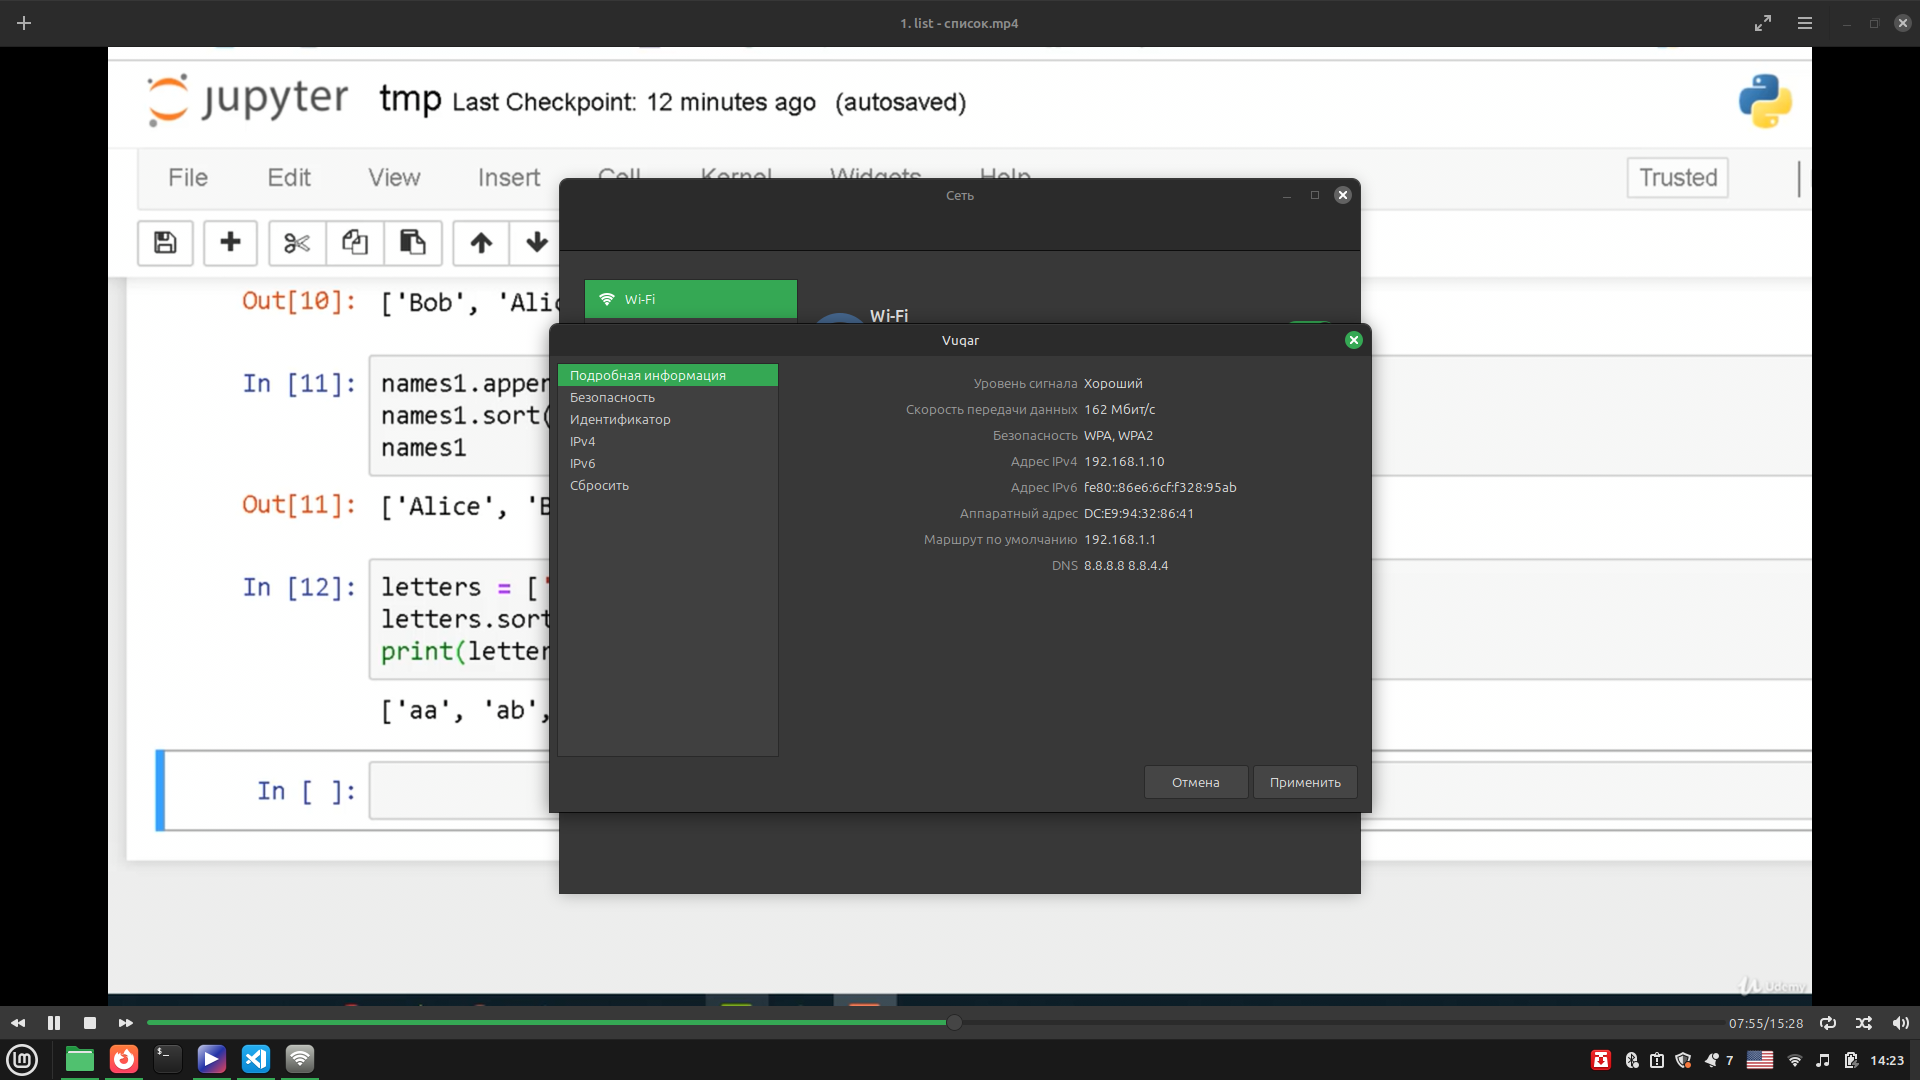 1. list - список.mp4
jupyter tmp Last Checkpoint: 12 minutes ago (autosaved)
File Edit View Insert Cell Kernel Widgets Help Trusted
Сеть
Wi-Fi
Wi-Fi
Out[10]: ['Bob', 'Alic
In [11]: names1.appen
names1.sort(
names1
Out[11]: ['Alice', 'B
In [12]: letters = ['
letters.sort
print(letter
['aa', 'ab',
In [ ]:
Vuqar
Подробная информация
Безопасность
Идентификатор
IPv4
IPv6
Сбросить
Уровень сигнала Хороший
Скорость передачи данных 162 Мбит/с
Безопасность WPA, WPA2
Адрес IPv4 192.168.1.10
Адрес IPv6 fe80::86e6:6cf:f328:95ab
Аппаратный адрес DC:E9:94:32:86:41
Маршрут по умолчанию 192.168.1.1
DNS 8.8.8.8 8.8.4.4
Отмена Применить
Udemy
07:55/15:28
7
14:23